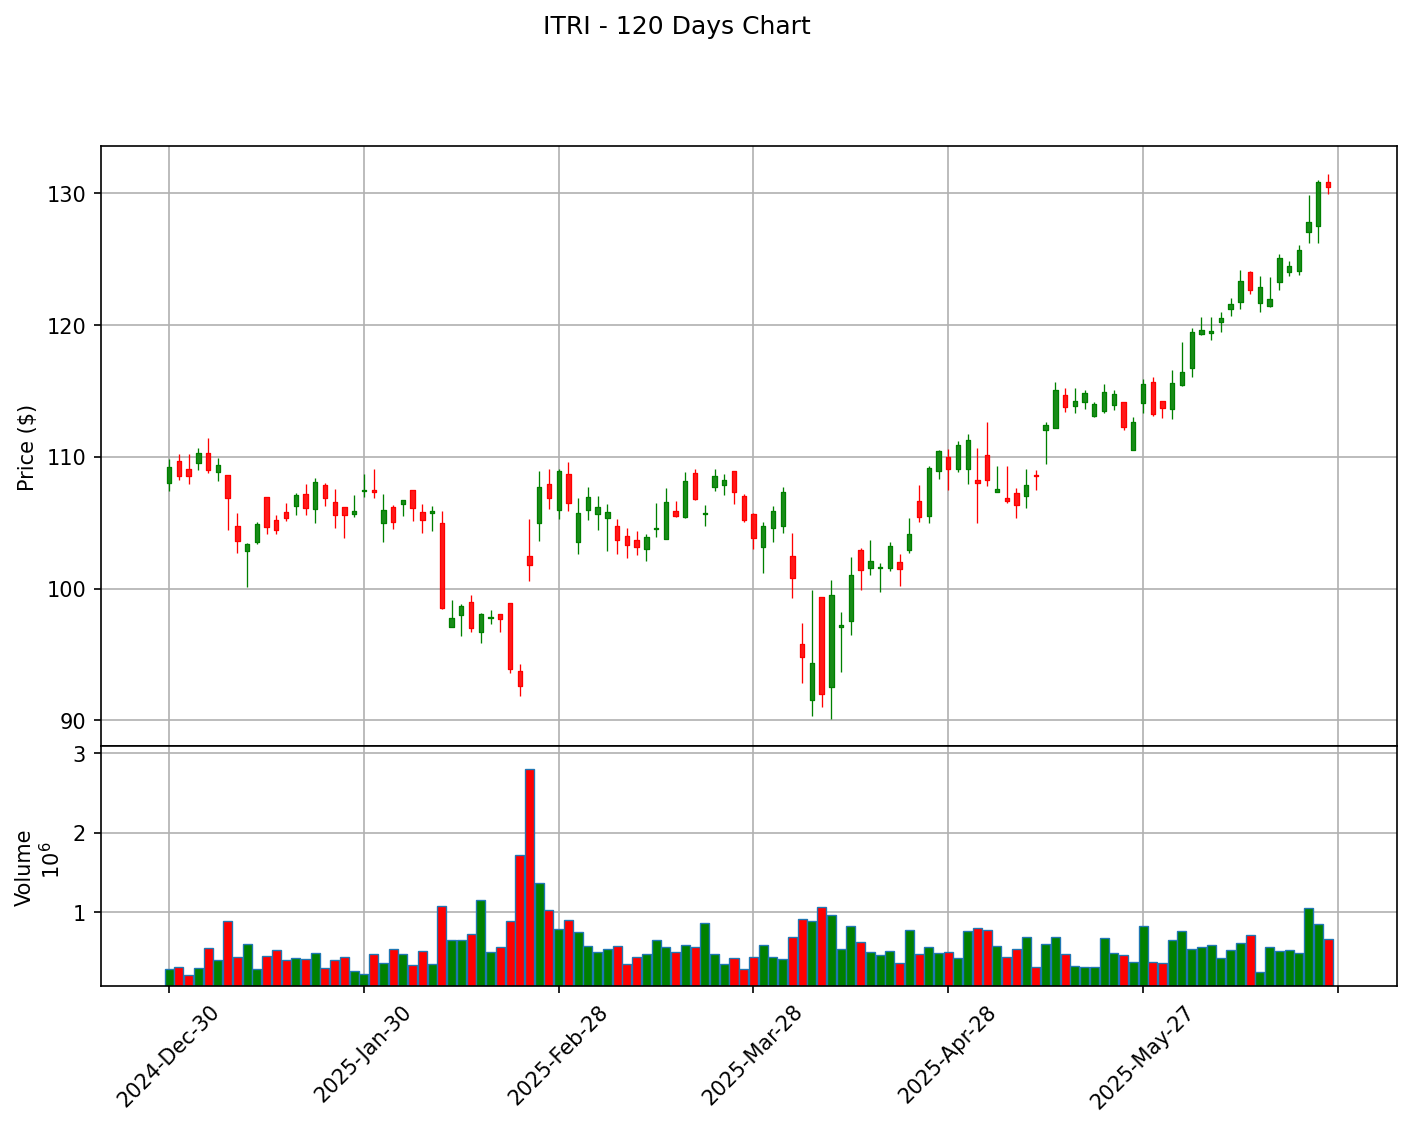 ITRI - 120 Days Chart
130
120
110
100
90
Price ($)
3
2
1
Volume
10⁶
2024-Dec-30
2025-Jan-30
2025-Feb-28
2025-Mar-28
2025-Apr-28
2025-May-27